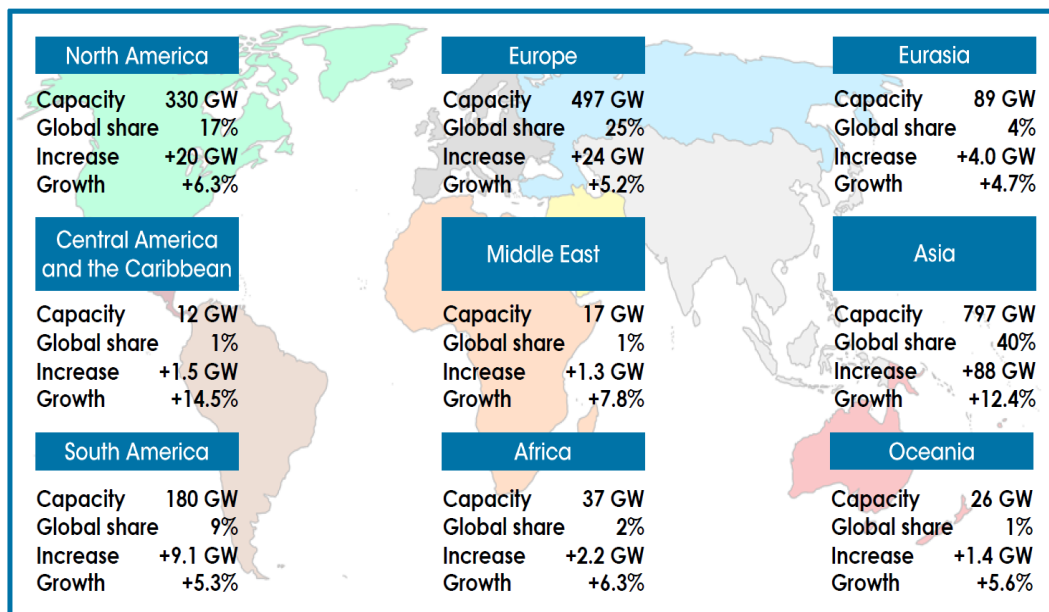 North America
Capacity 330 GW
Global share 17%
Increase +20 GW
Growth +6.3%
Europe
Capacity 497 GW
Global share 25%
Increase +24 GW
Growth +5.2%
Eurasia
Capacity 89 GW
Global share 4%
Increase +4.0 GW
Growth +4.7%
Central America
and the Caribbean
Capacity 12 GW
Global share 1%
Increase +1.5 GW
Growth +14.5%
Middle East
Capacity 17 GW
Global share 1%
Increase +1.3 GW
Growth +7.8%
Asia
Capacity 797 GW
Global share 40%
Increase +88 GW
Growth +12.4%
South America
Capacity 180 GW
Global share 9%
Increase +9.1 GW
Growth +5.3%
Africa
Capacity 37 GW
Global share 2%
Increase +2.2 GW
Growth +6.3%
Oceania
Capacity 26 GW
Global share 1%
Increase +1.4 GW
Growth +5.6%